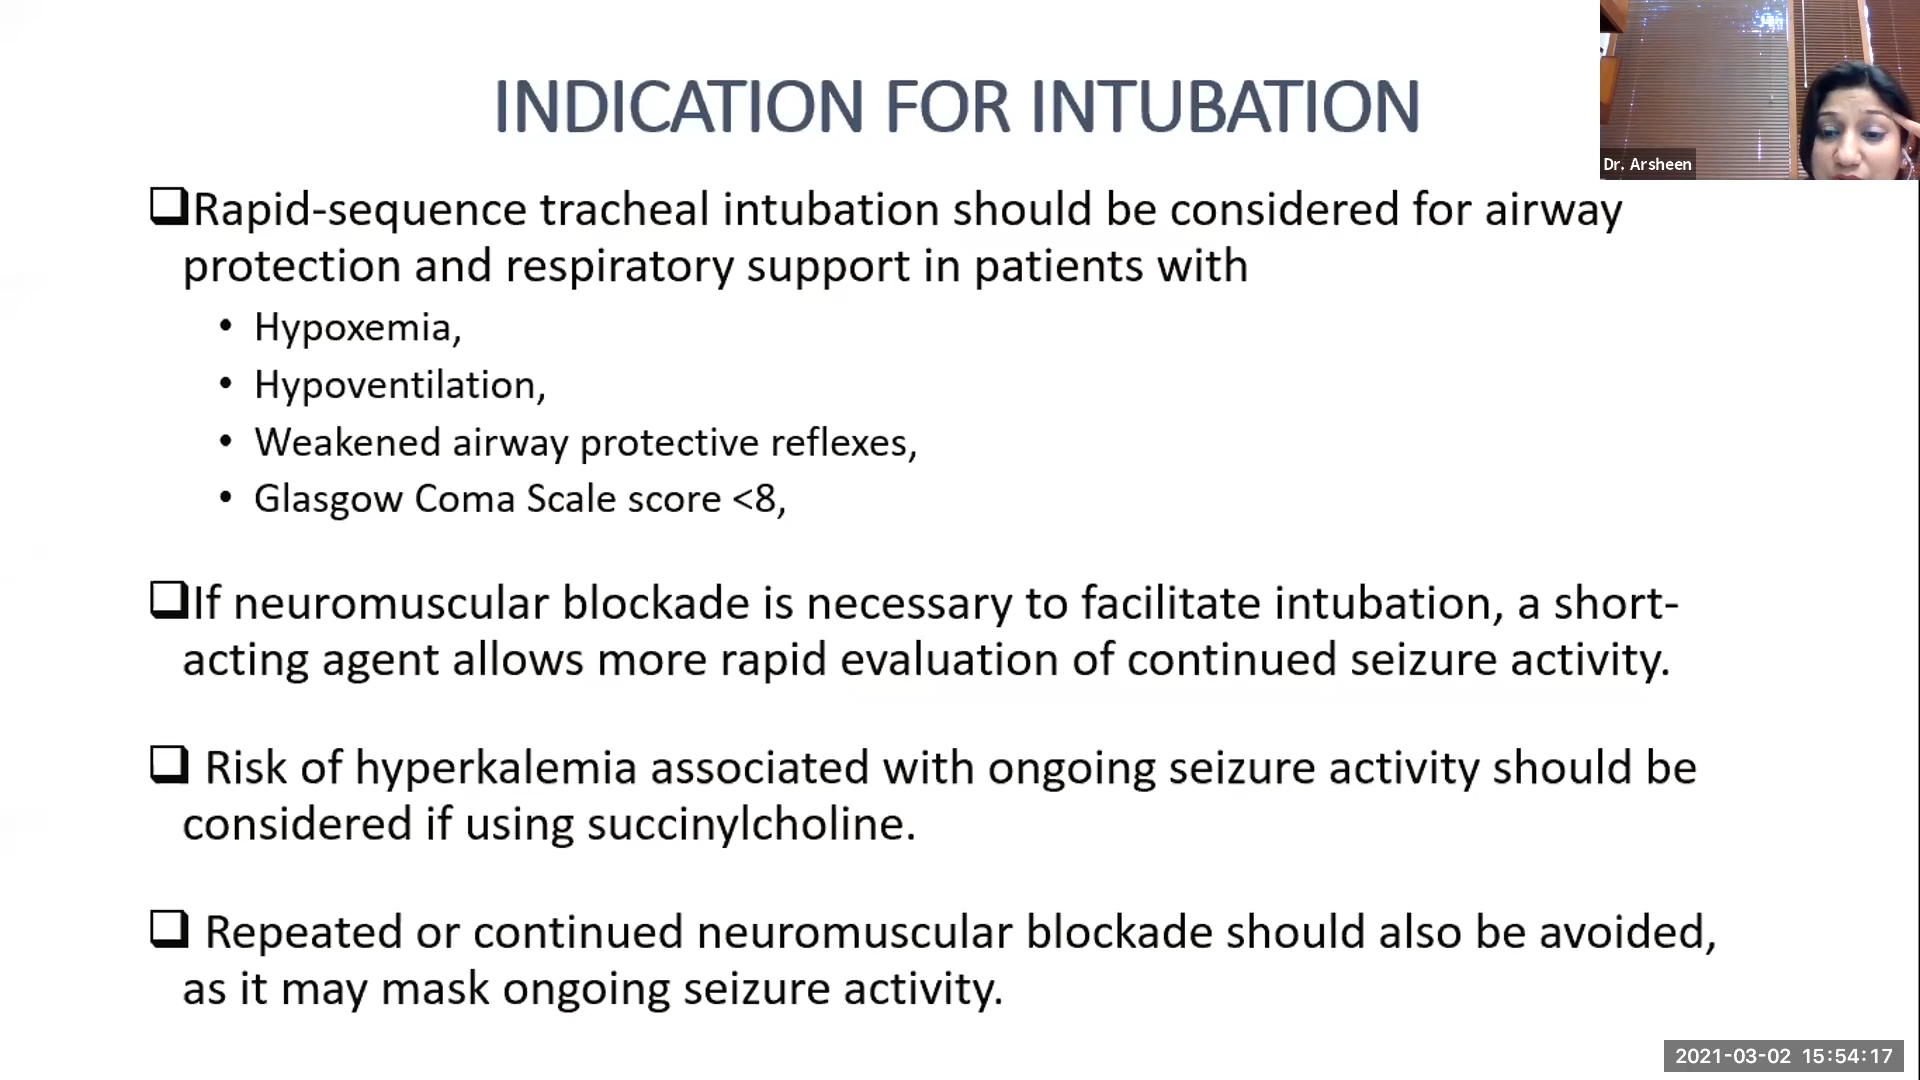 INDICATION FOR INTUBATION
Dr. Arsheen
Rapid-sequence tracheal intubation should be considered for airway
protection and respiratory support in patients with
• Hypoxemia,
• Hypoventilation,
• Weakened airway protective reflexes,
• Glasgow Coma Scale score <8,
If neuromuscular blockade is necessary to facilitate intubation, a short-
acting agent allows more rapid evaluation of continued seizure activity.
Risk of hyperkalemia associated with ongoing seizure activity should be
considered if using succinylcholine.
Repeated or continued neuromuscular blockade should also be avoided,
as it may mask ongoing seizure activity.
2021-03-02 15:54:17